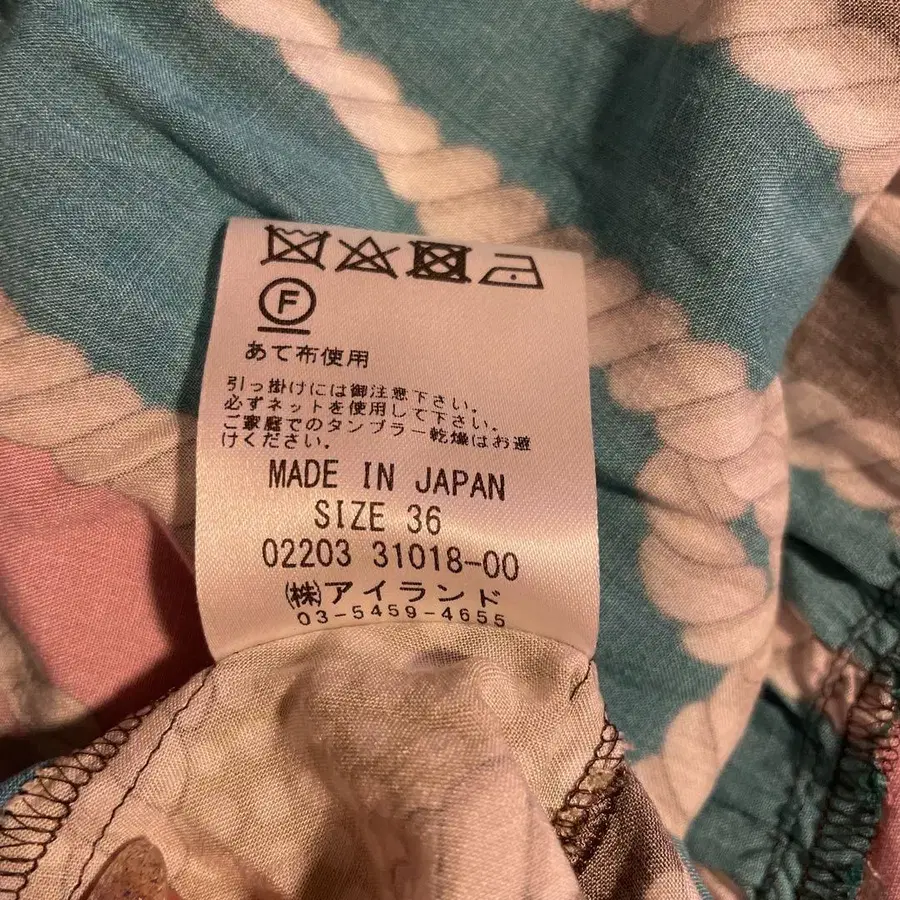 F
あて布使用
引っ掛けには御注意下さい。
必ずネットを使用して下さい。
ご家庭でのタンブラー乾燥はお避
けください。
MADE IN JAPAN
SIZE 36
02203 31018-00
㈱アイランド
03-5459-4655